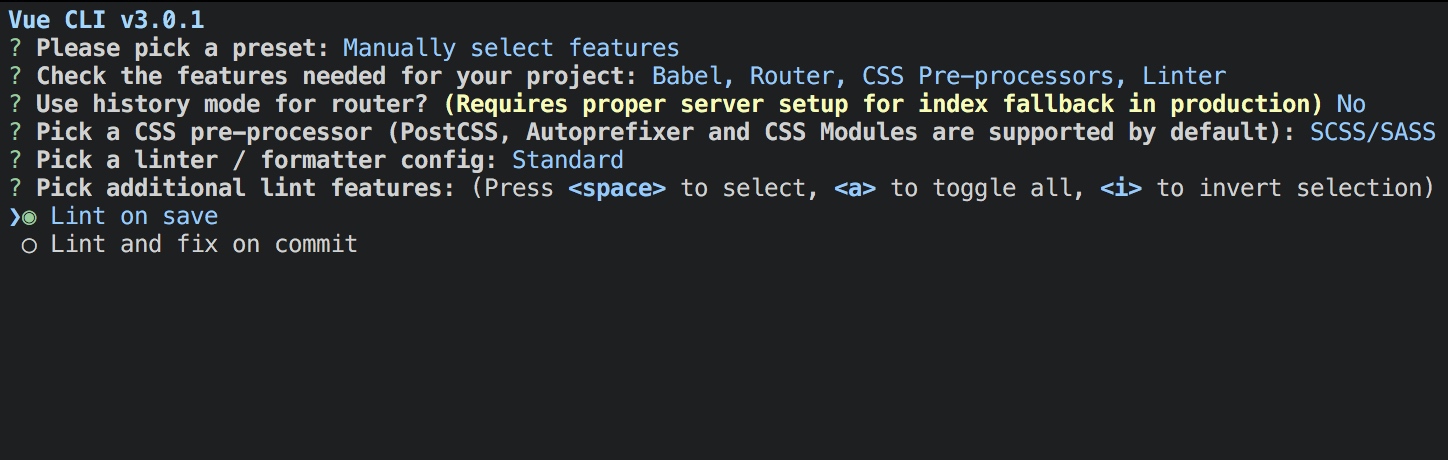 Vue CLI v3.0.1
? Please pick a preset: Manually select features
? Check the features needed for your project: Babel, Router, CSS Pre-processors, Linter
? Use history mode for router? (Requires proper server setup for index fallback in production) No
? Pick a CSS pre-processor (PostCSS, Autoprefixer and CSS Modules are supported by default): SCSS/SASS
? Pick a linter / formatter config: Standard
? Pick additional lint features: (Press <space> to select, <a> to toggle all, <i> to invert selection)
❯◉ Lint on save
◯ Lint and fix on commit